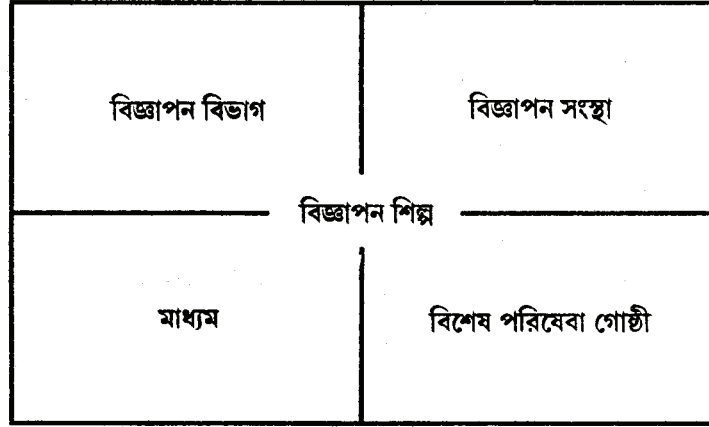 বিজ্ঞাপন বিভাগ
বিজ্ঞাপন সংস্থা
বিজ্ঞাপন শিল্প
মাধ্যম
বিশেষ পরিষেবা গোষ্ঠী